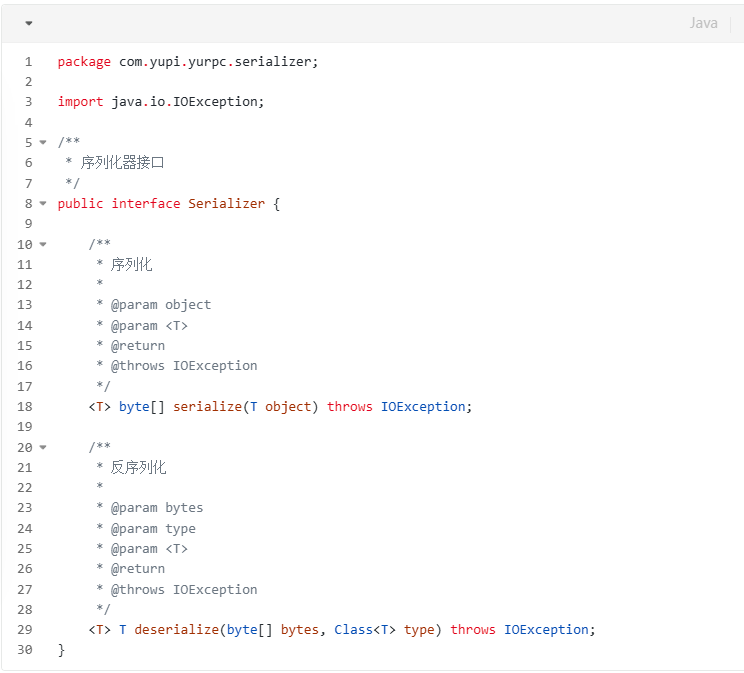 Java
1 package com.yupi.yurpc.serializer;
2
3 import java.io.IOException;
4
5 /**
6  * 序列化器接口
7  */
8 public interface Serializer {
9
10     /**
11      * 序列化
12      *
13      * @param object
14      * @param <T>
15      * @return
16      * @throws IOException
17      */
18     <T> byte[] serialize(T object) throws IOException;
19
20     /**
21      * 反序列化
22      *
23      * @param bytes
24      * @param type
25      * @param <T>
26      * @return
27      * @throws IOException
28      */
29     <T> T deserialize(byte[] bytes, Class<T> type) throws IOException;
30 }